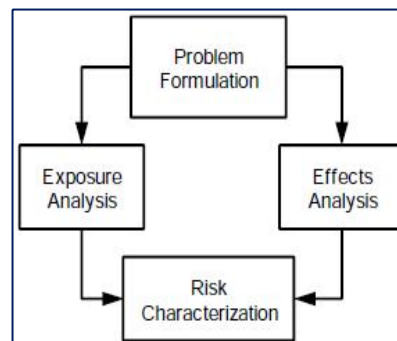 Problem
Formulation
Exposure
Analysis
Effects
Analysis
Risk
Characterization